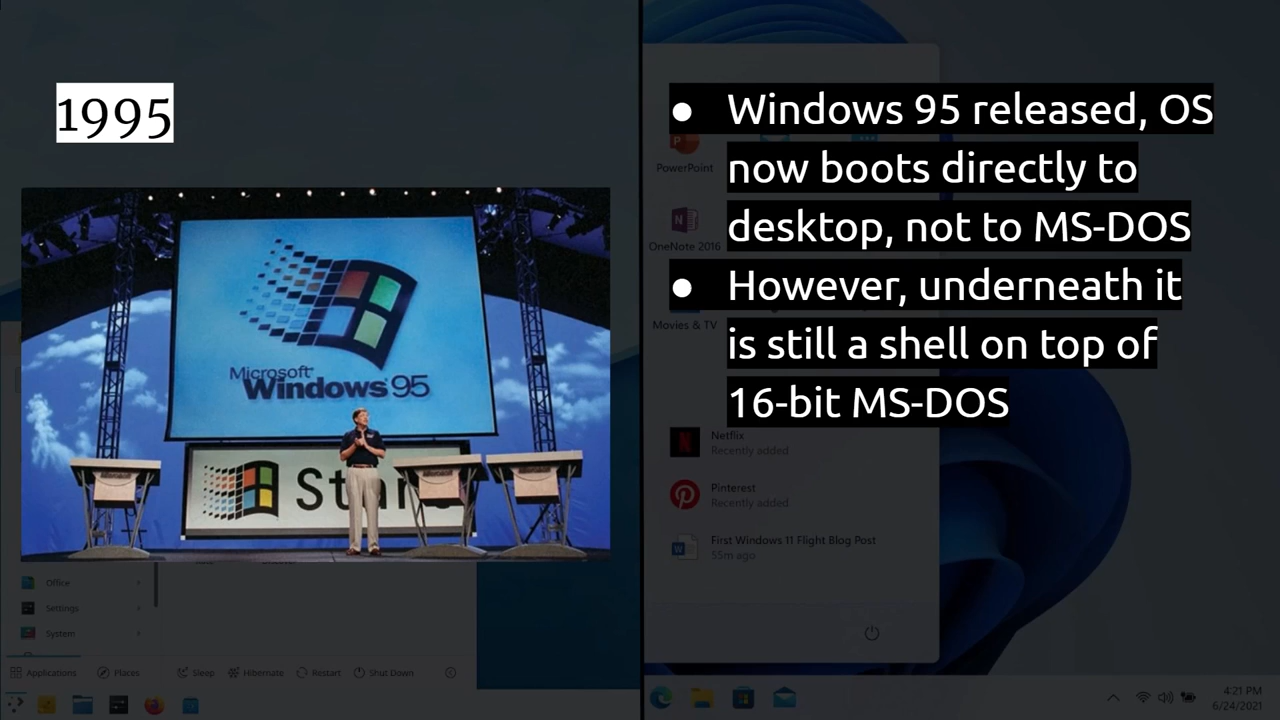 1995
● Windows 95 released, OS
now boots directly to
desktop, not to MS-DOS
● However, underneath it
is still a shell on top of
16-bit MS-DOS
Microsoft
Windows 95
PowerPoint
OneNote 2016
Movies & TV
Netflix
Recently added
Pinterest
Recently added
First Windows 11 Flight Blog Post
55m ago
Office
Settings
System
Applications Places Sleep Hibernate Restart Shut Down
4:21 PM
6/24/2021